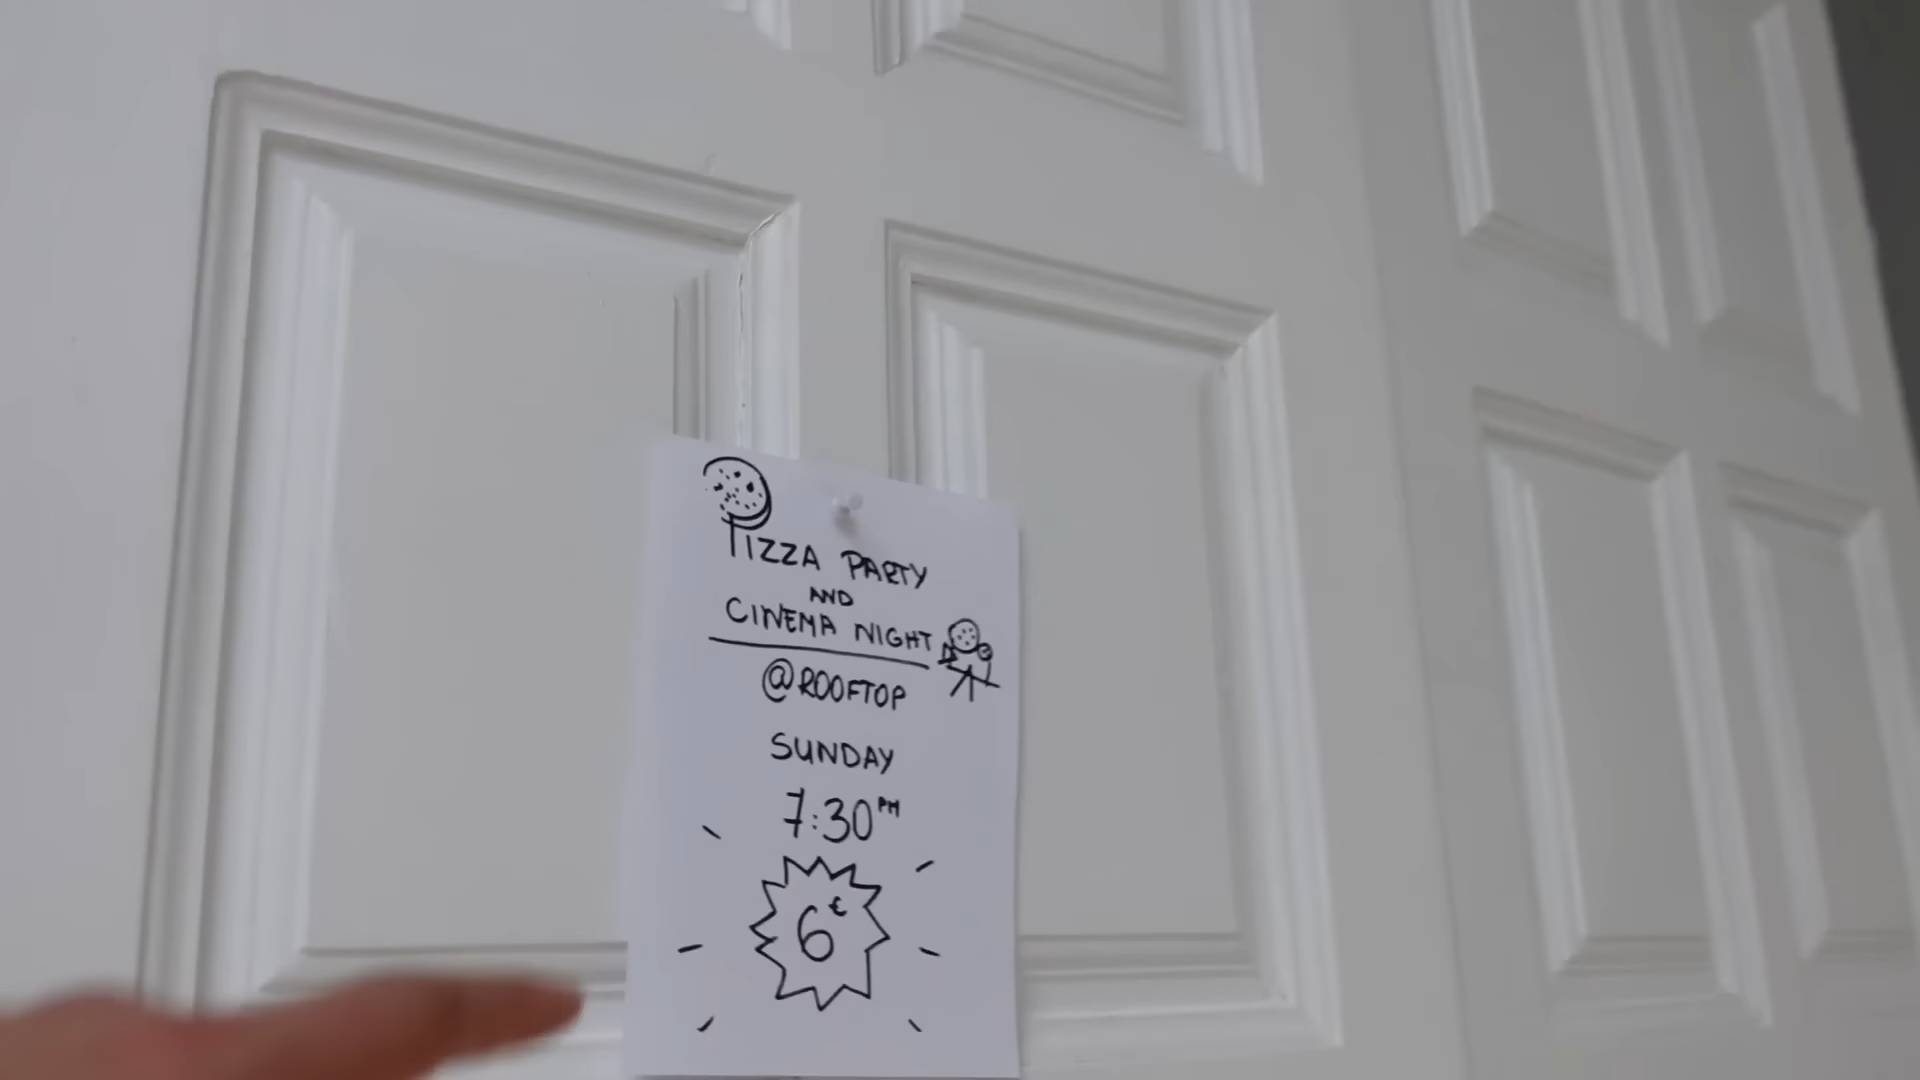 PIZZA PARTY
AND
CINEMA NIGHT
@ROOFTOP
SUNDAY
7:30PM
6€